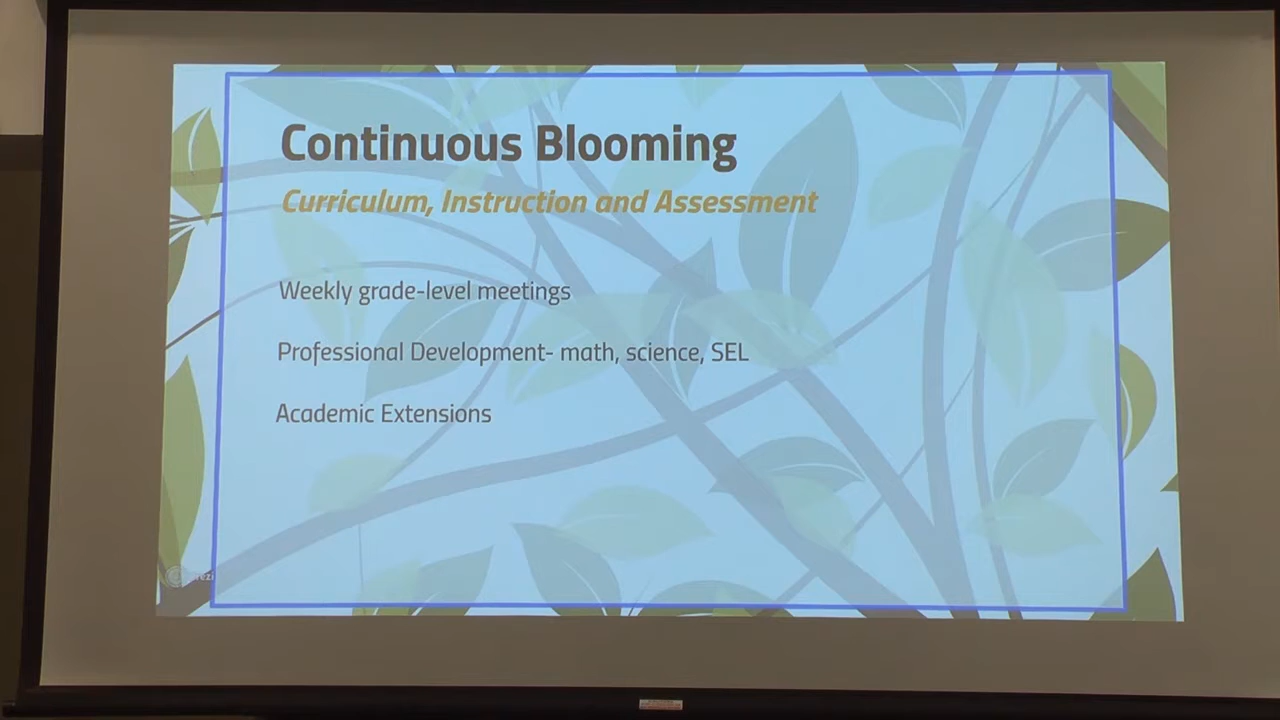 Continuous Blooming
Curriculum, Instruction and Assessment
Weekly grade-level meetings
Professional Development- math, science, SEL
Academic Extensions